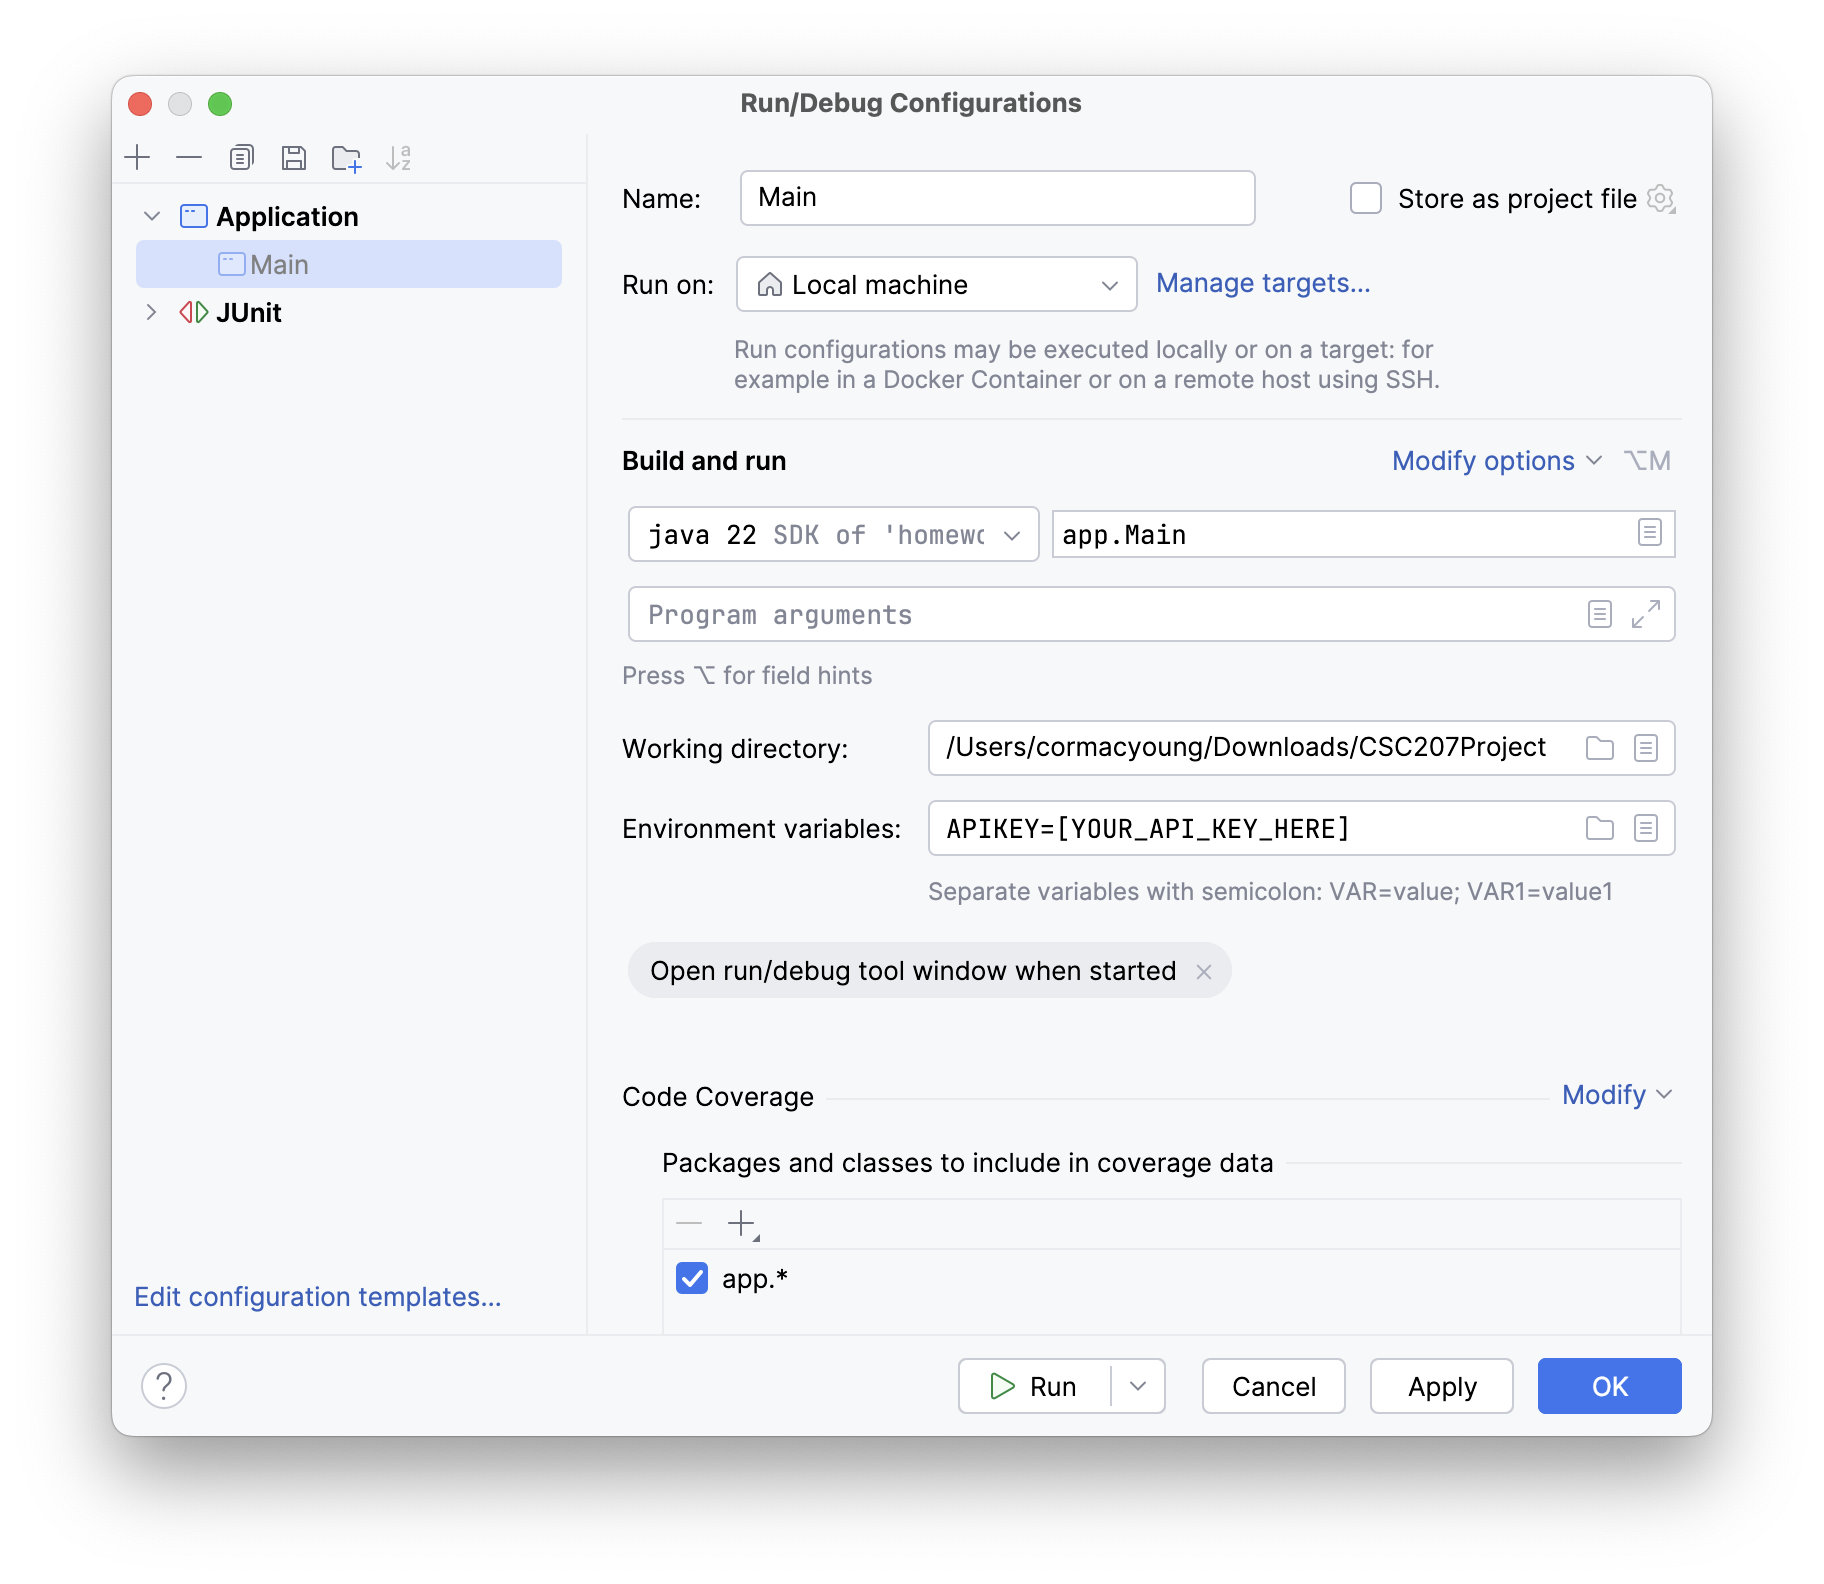 Run/Debug Configurations
Application
Main
JUnit
Edit configuration templates...
Name:
Main
Store as project file
Run on:
Local machine
Manage targets...
Run configurations may be executed locally or on a target: for
example in a Docker Container or on a remote host using SSH.
Build and run
Modify options ⌥M
java 22 SDK of 'homewo
app.Main
Program arguments
Press ⌥ for field hints
Working directory:
/Users/cormacyoung/Downloads/CSC207Project
Environment variables:
APIKEY=[YOUR_API_KEY_HERE]
Separate variables with semicolon: VAR=value; VAR1=value1
Open run/debug tool window when started
Code Coverage
Modify
Packages and classes to include in coverage data
app.*
?
Run
Cancel
Apply
OK